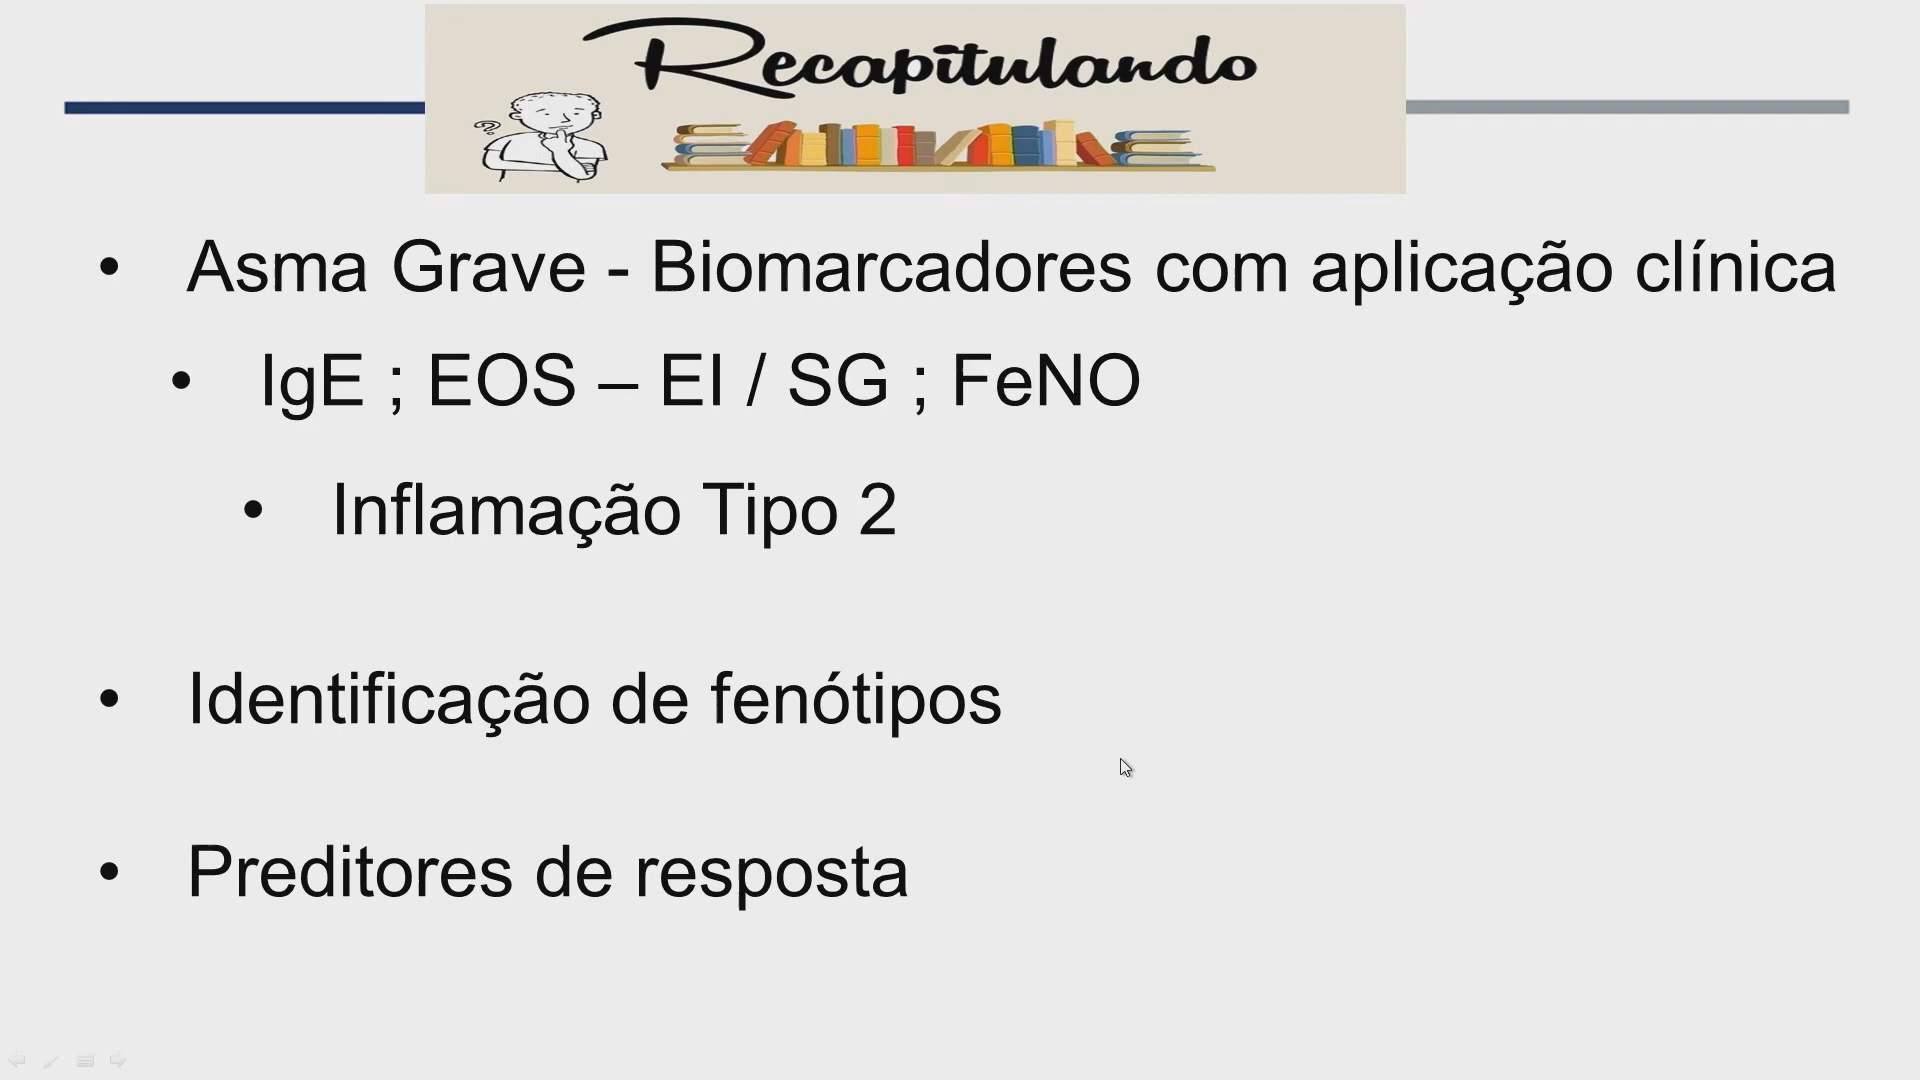 Recapitulando
?
• Asma Grave - Biomarcadores com aplicação clínica
• IgE ; EOS – EI / SG ; FeNO
• Inflamação Tipo 2
• Identificação de fenótipos
• Preditores de resposta